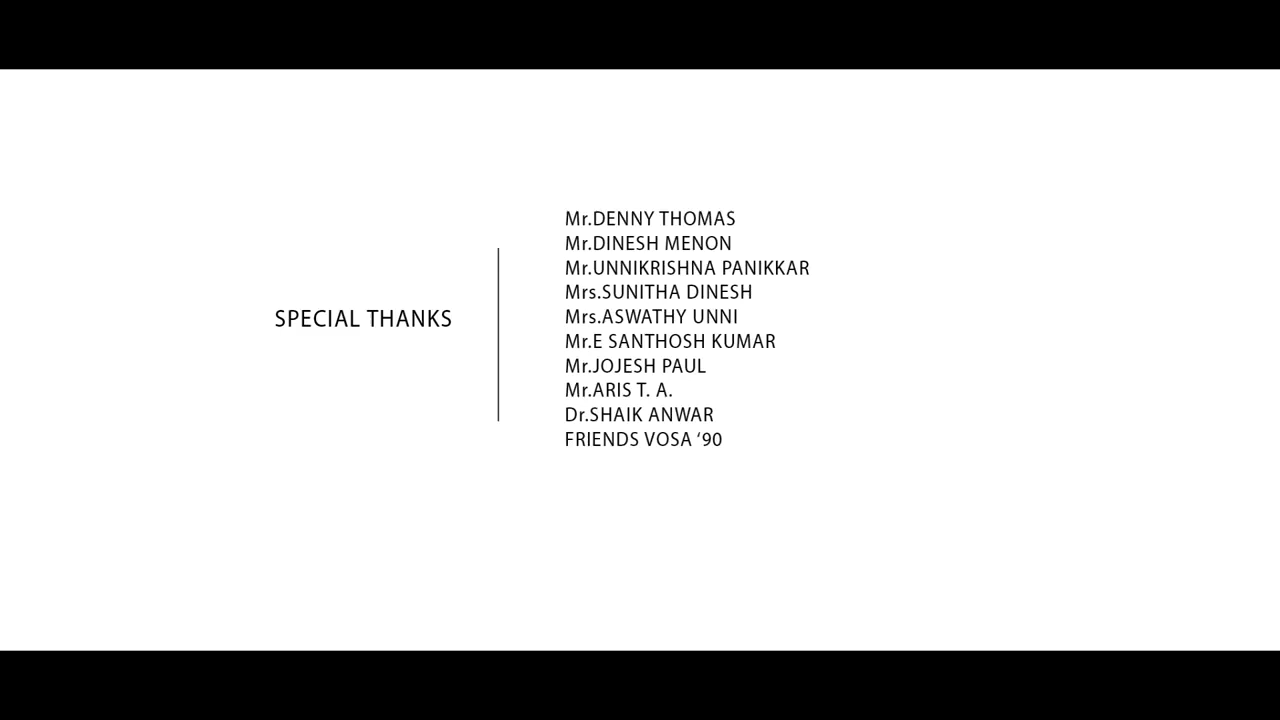 SPECIAL THANKS
Mr.DENNY THOMAS
Mr.DINESH MENON
Mr.UNNIKRISHNA PANIKKAR
Mrs.SUNITHA DINESH
Mrs.ASWATHY UNNI
Mr.E SANTHOSH KUMAR
Mr.JOJESH PAUL
Mr.ARIS T. A.
Dr.SHAIK ANWAR
FRIENDS VOSA ‘90